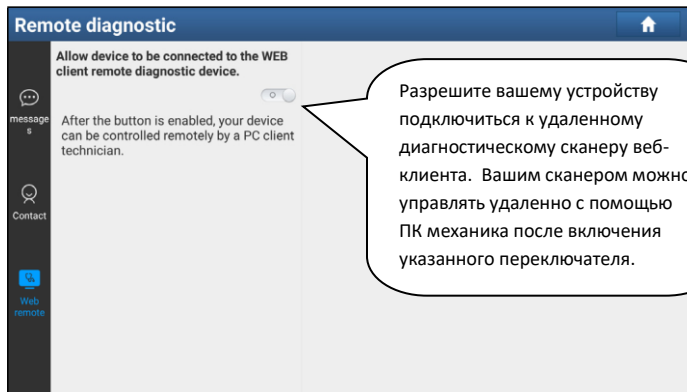 Remote diagnostic
Allow device to be connected to the WEB
client remote diagnostic device.
After the button is enabled, your device
can be controlled remotely by a PC client
technician.
message
s
Contact
Web
remote
Разрешите вашему устройству
подключиться к удаленному
диагностическому сканеру веб-
клиента. Вашим сканером можно
управлять удаленно с помощью
ПК механика после включения
указанного переключателя.